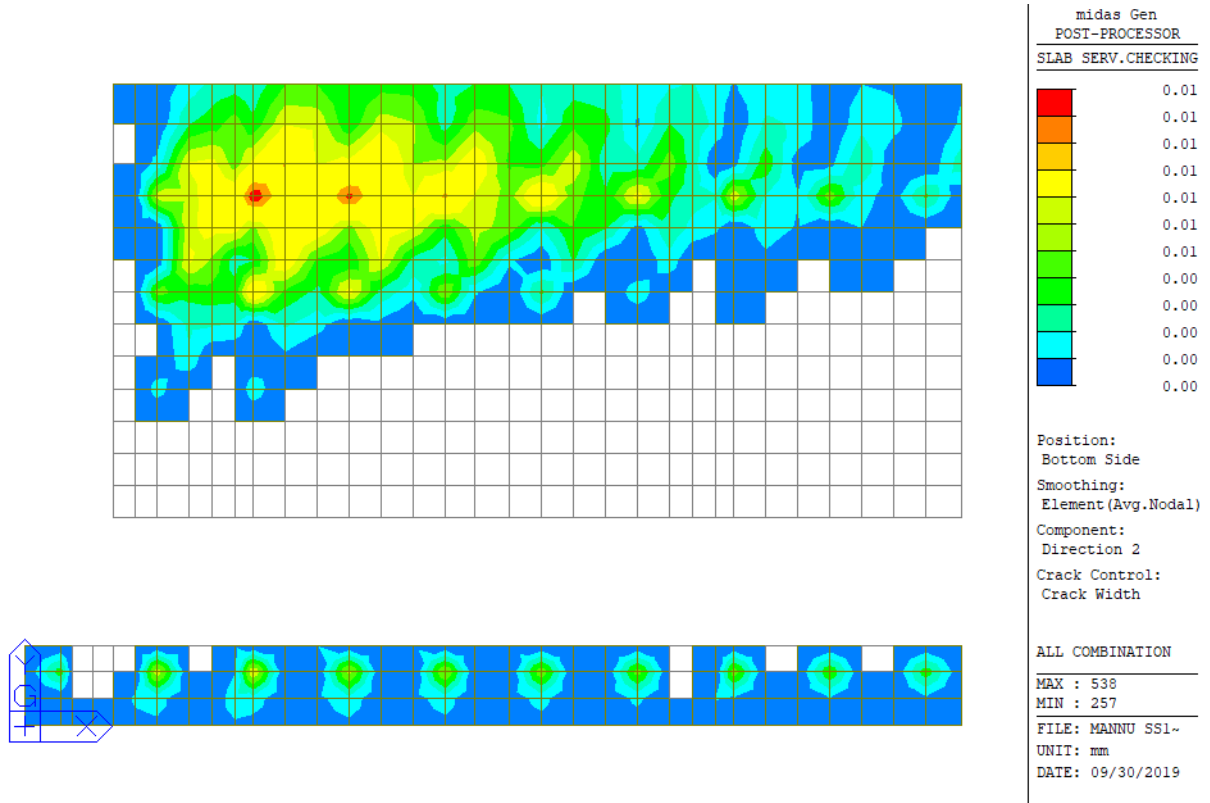 midas Gen
POST-PROCESSOR
SLAB SERV.CHECKING
0.01
0.01
0.01
0.01
0.01
0.01
0.01
0.00
0.00
0.00
0.00
0.00
Position:
Bottom Side
Smoothing:
Element(Avg.Nodal)
Component:
Direction 2
Crack Control:
Crack Width
ALL COMBINATION
MAX : 538
MIN : 257
FILE: MANNU SS1~
UNIT: mm
DATE: 09/30/2019
Y
G
X